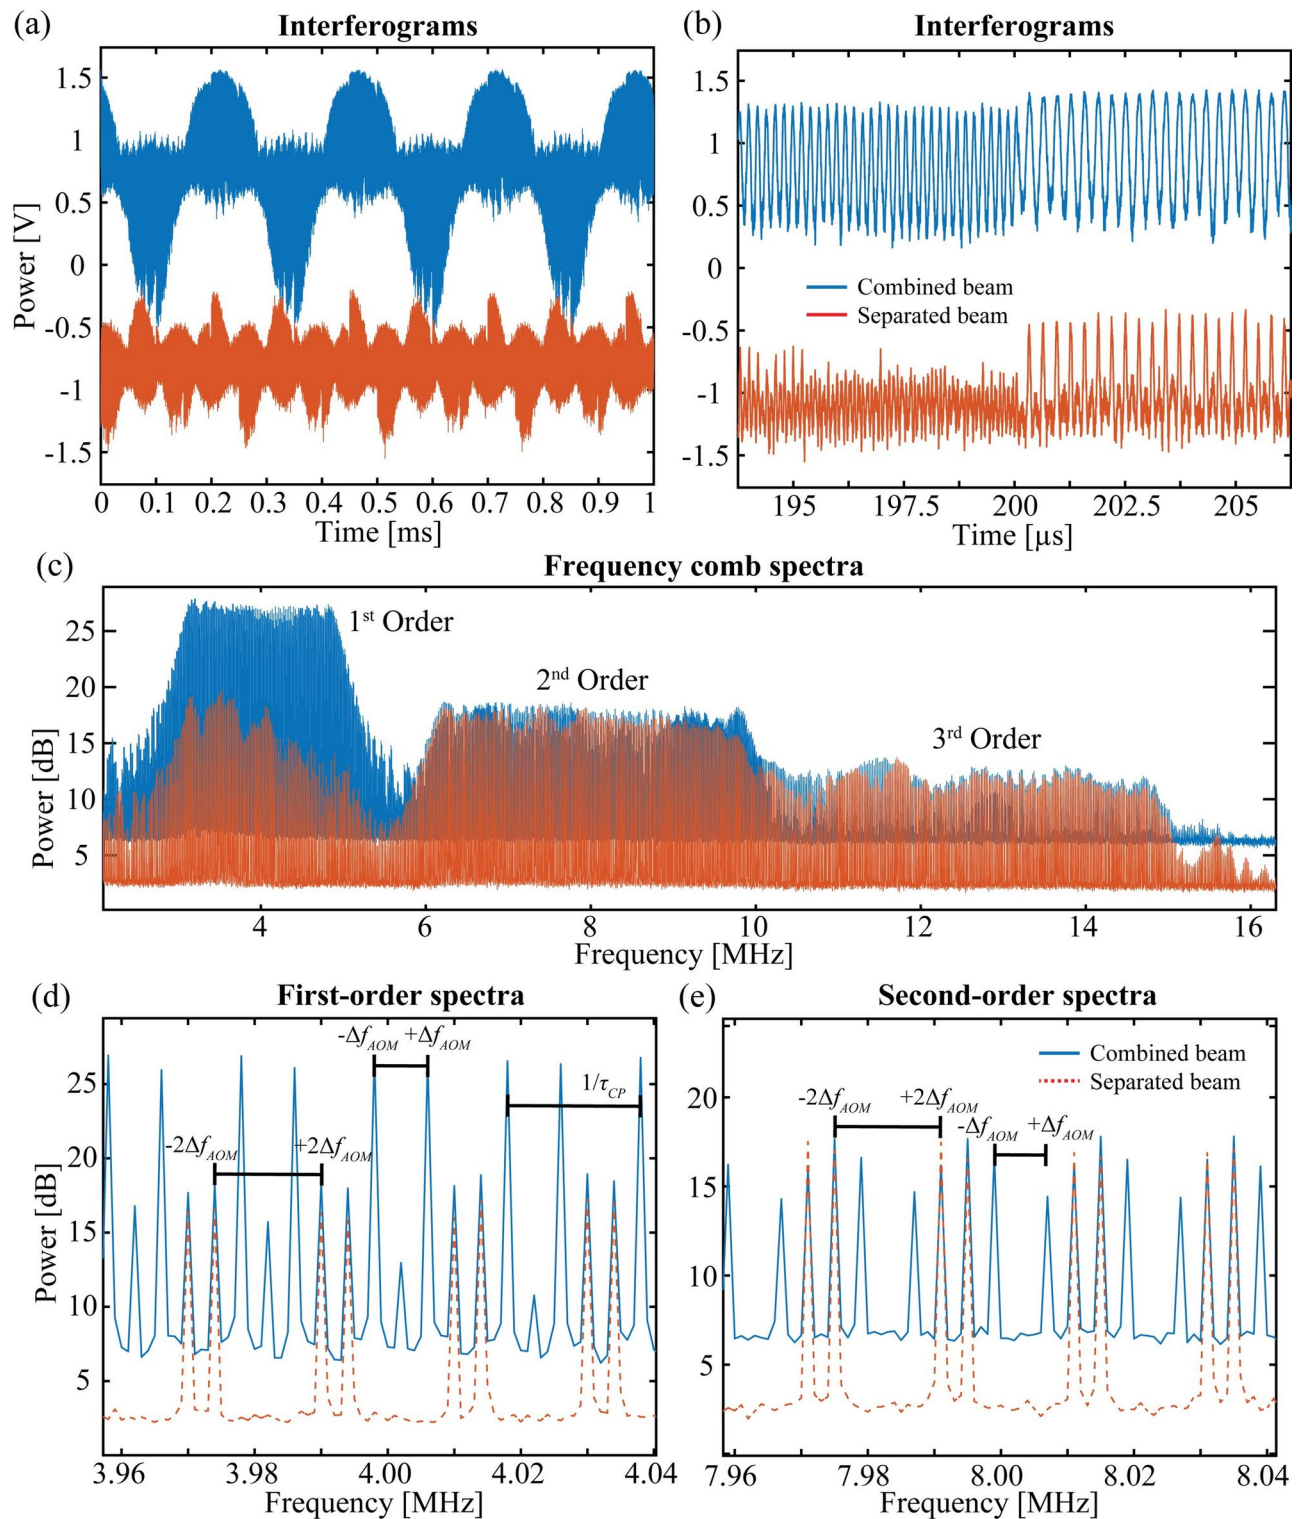 (a)
Interferograms
(b)
Interferograms
1.5
1
0.5
0
-0.5
-1
-1.5
Power [V]
0 0.1 0.2 0.3 0.4 0.5 0.6 0.7 0.8 0.9 1
Time [ms]
1.5
1
0.5
0
-0.5
-1
-1.5
Combined beam
Separated beam
195 197.5 200 202.5 205
Time [µs]
(c)
Frequency comb spectra
25
20
15
10
5
Power [dB]
1st Order
2nd Order
3rd Order
4 6 8 10 12 14 16
Frequency [MHz]
(d)
First-order spectra
(e)
Second-order spectra
25
20
15
10
5
Power [dB]
-ΔfAOM +ΔfAOM
1/τCP
-2ΔfAOM +2ΔfAOM
3.96 3.98 4.00 4.02 4.04
Frequency [MHz]
20
15
10
5
0
Combined beam
Separated beam
-2ΔfAOM +2ΔfAOM
-ΔfAOM +ΔfAOM
7.96 7.98 8.00 8.02 8.04
Frequency [MHz]